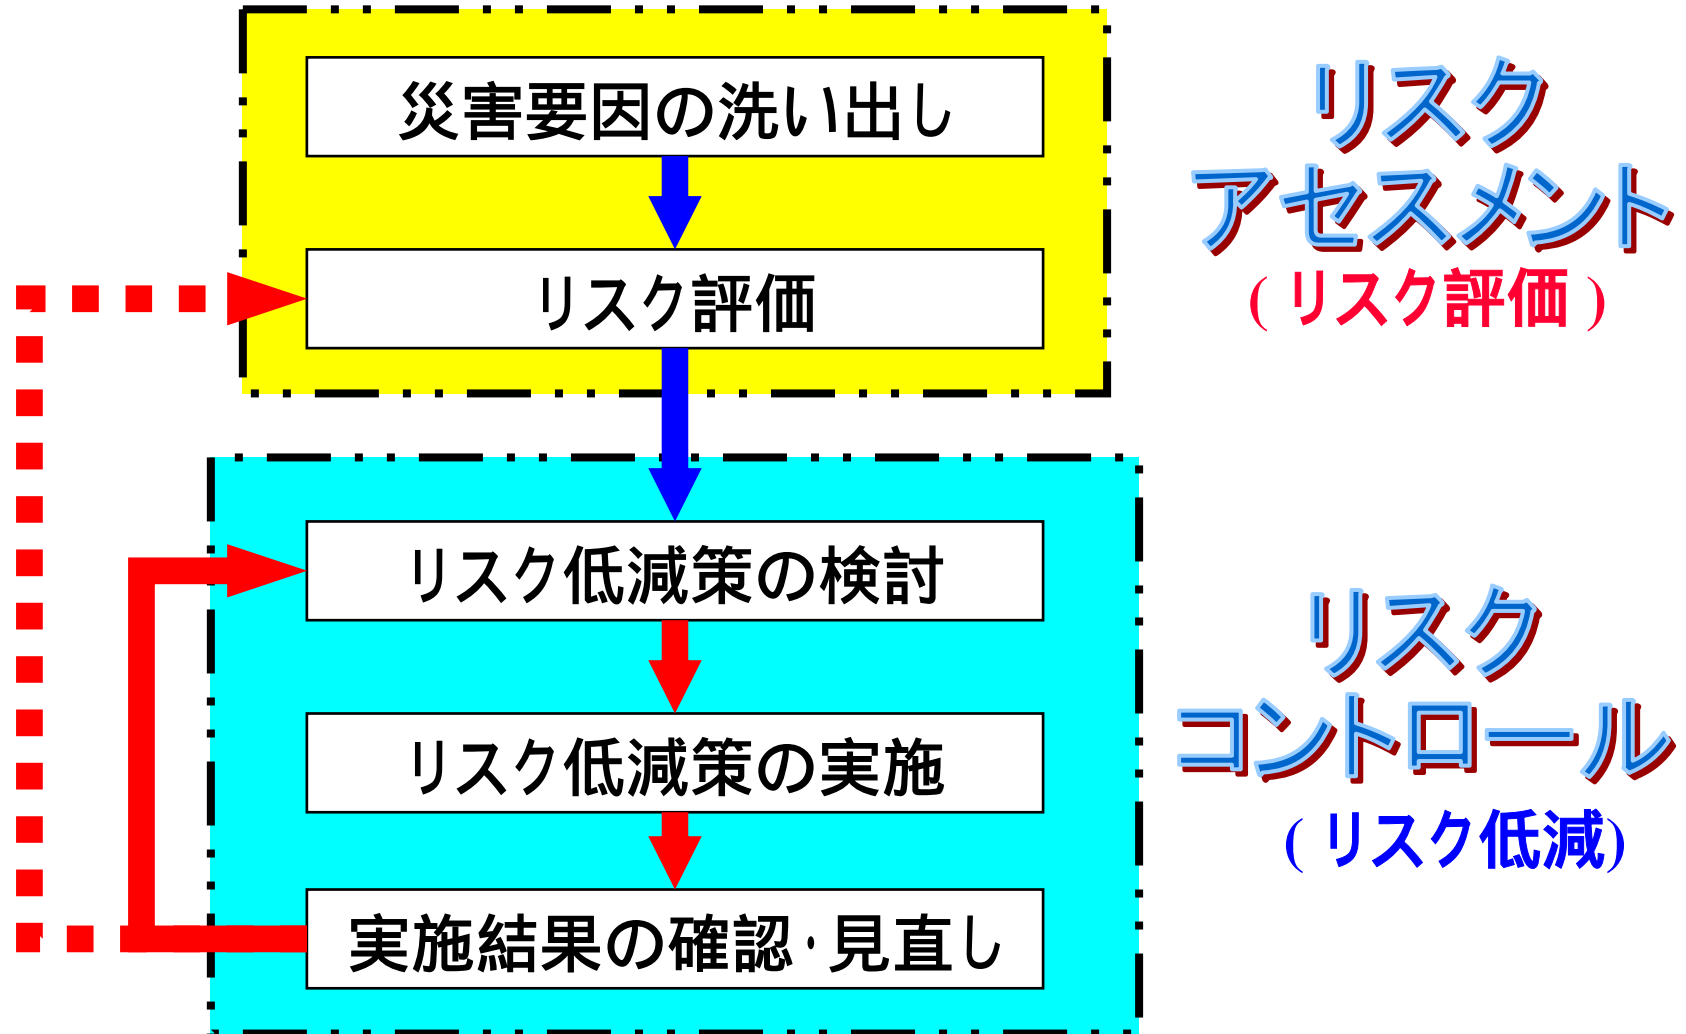 災害要因の洗い出し
リスク評価
リスク
アセスメント
(リスク評価)
リスク低減策の検討
リスク低減策の実施
実施結果の確認・見直し
リスク
コントロール
(リスク低減)